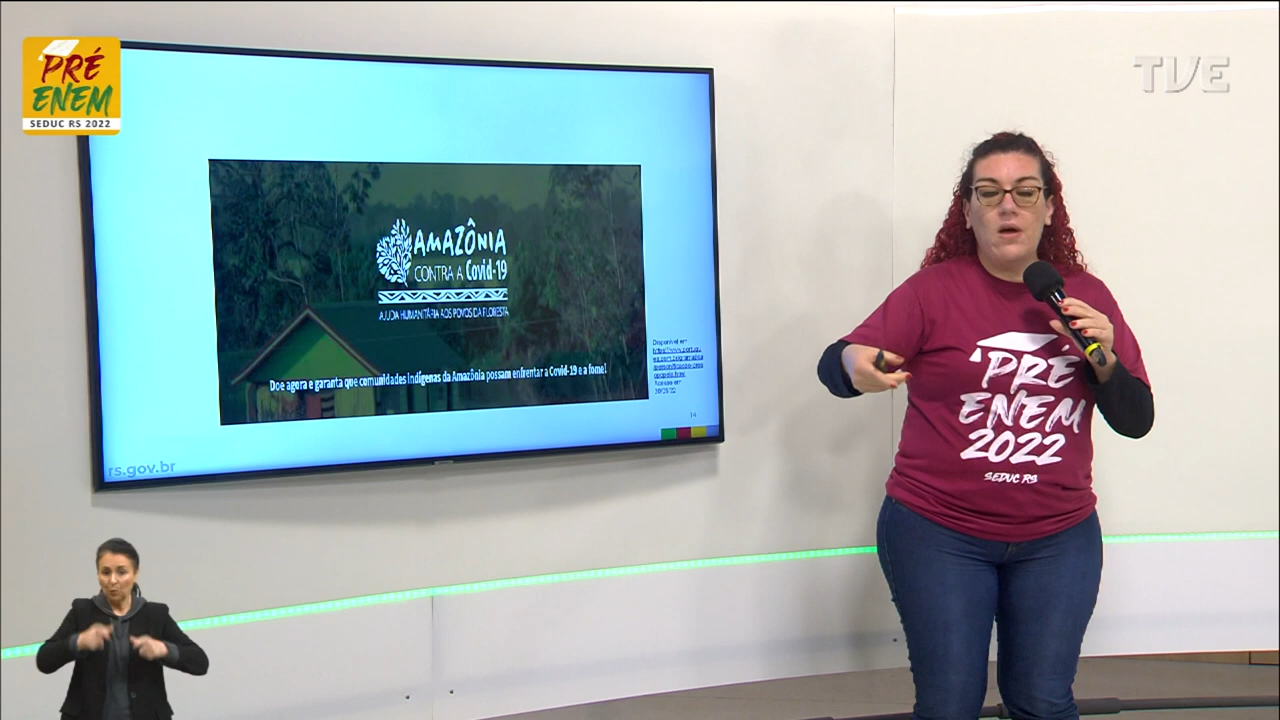 PRÉ
ENEM
SEDUC RS 2022
TVE
AMAZÔNIA
CONTRA A Covid-19
AJUDA HUMANITÁRIA AOS POVOS DA FLORESTA
Doe agora e garanta que comunidades indígenas da Amazônia possam enfrentar a Covid-19 e a fome!
Disponível em
Acesso em
14
rs.gov.br
PRÉ
ENEM
2022
SEDUC RS